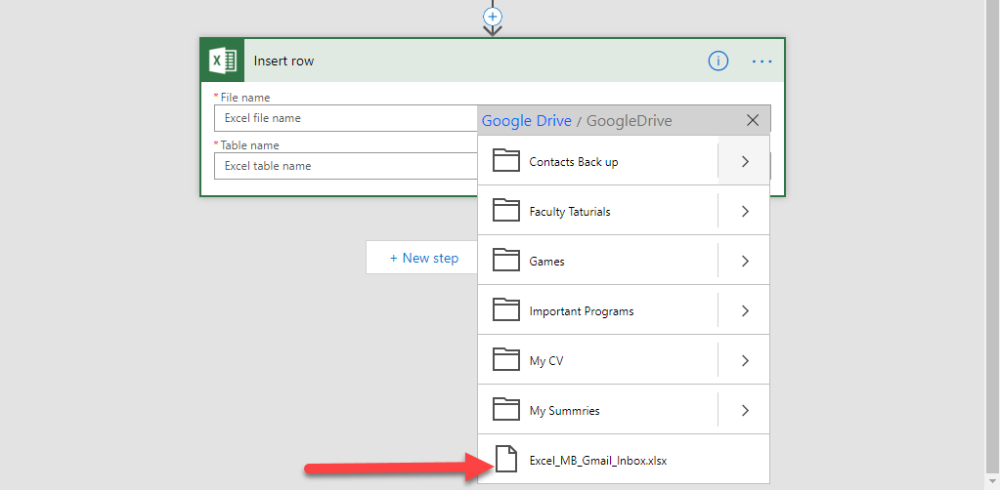 Insert row
* File name
Excel file name
Google Drive / GoogleDrive
* Table name
Excel table name
Contacts Back up
Faculty Taturials
+ New step
Games
Important Programs
My CV
My Summries
Excel_MB_Gmail_Inbox.xlsx